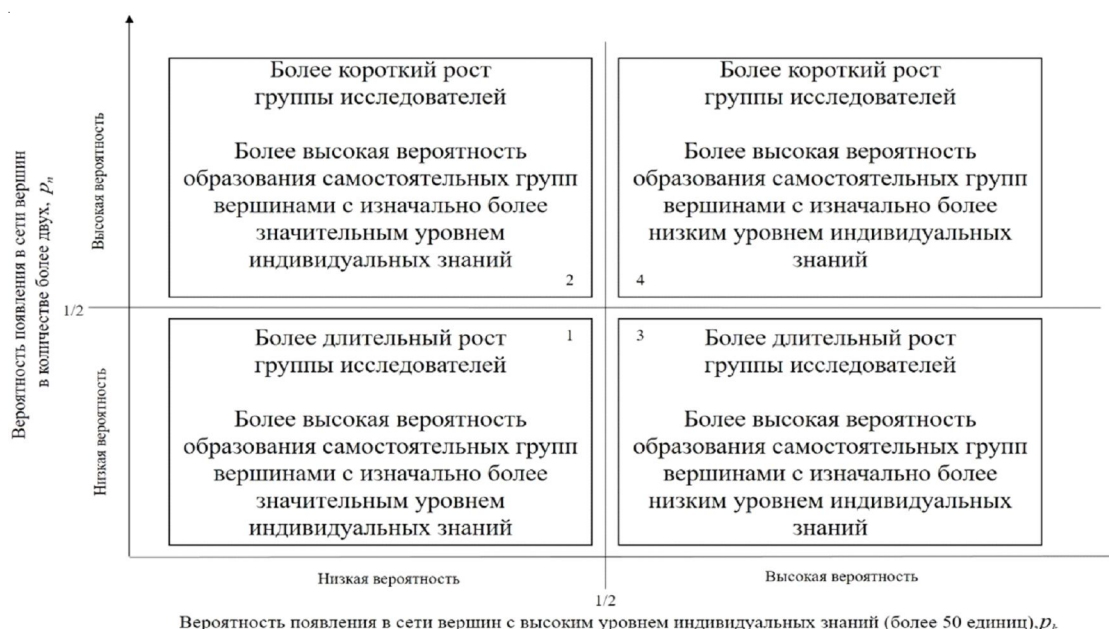 Вероятность появления в сети вершин
в количестве более двух, pₙ
Высокая вероятность
Низкая вероятность
Более короткий рост
группы исследователей
Более высокая вероятность
образования самостоятельных групп
вершинами с изначально более
значительным уровнем
индивидуальных знаний
2
Более короткий рост
группы исследователей
Более высокая вероятность
образования самостоятельных групп
вершинами с изначально более
низким уровнем индивидуальных
знаний
4
1/2
Более длительный рост
группы исследователей
1
Более высокая вероятность
образования самостоятельных групп
вершинами с изначально более
значительным уровнем
индивидуальных знаний
3
Более длительный рост
группы исследователей
Более высокая вероятность
образования самостоятельных групп
вершинами с изначально более
низким уровнем индивидуальных
знаний
Низкая вероятность
Высокая вероятность
1/2
Вероятность появления в сети вершин с высоким уровнем индивидуальных знаний (более 50 единиц),